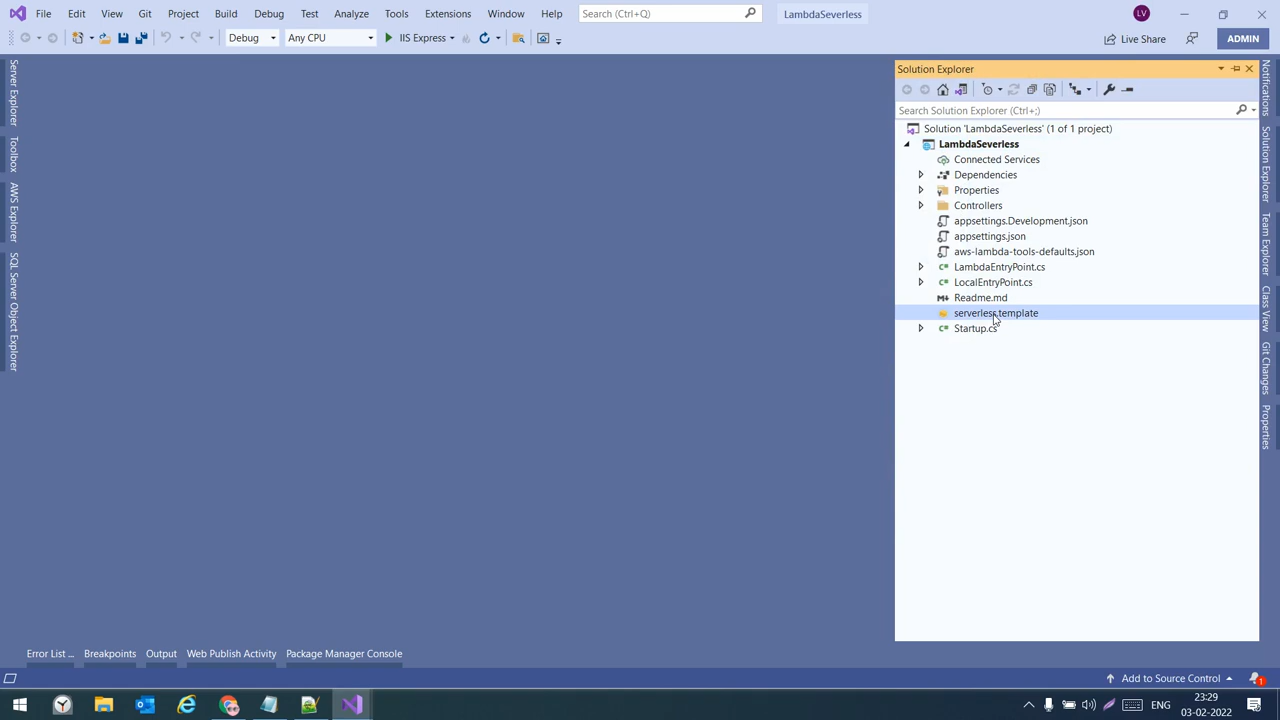 File Edit View Git Project Build Debug Test Analyze Tools Extensions Window Help Search (Ctrl+Q) LambdaSeverless LV
Debug Any CPU IIS Express Live Share ADMIN
Server Explorer
Toolbox
AWS Explorer
SQL Server Object Explorer
Solution Explorer
Search Solution Explorer (Ctrl+;)
Solution 'LambdaSeverless' (1 of 1 project)
LambdaSeverless
Connected Services
Dependencies
Properties
Controllers
appsettings.Development.json
appsettings.json
aws-lambda-tools-defaults.json
LambdaEntryPoint.cs
LocalEntryPoint.cs
Readme.md
serverless.template
Startup.cs
Notifications
Solution Explorer
Team Explorer
Class View
Git Changes
Properties
Error List ... Breakpoints Output Web Publish Activity Package Manager Console
Add to Source Control 1
ENG 23:29
03-02-2022